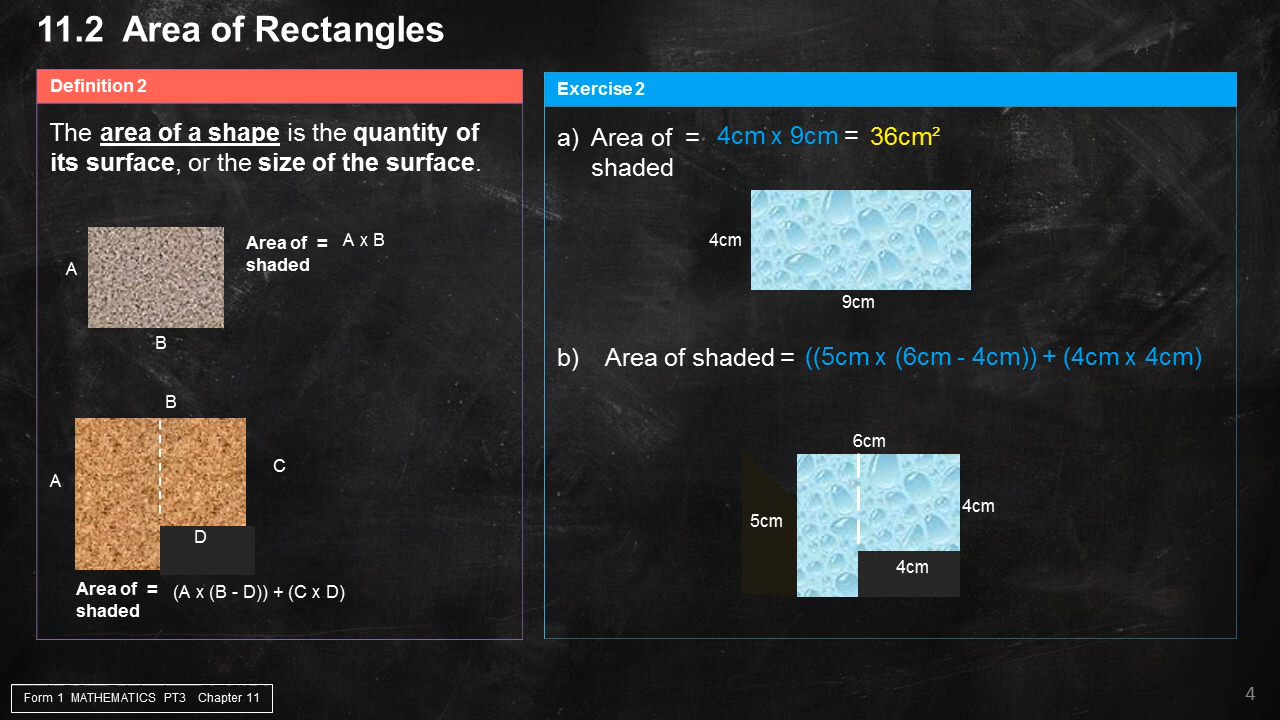 11.2 Area of Rectangles
Definition 2
The area of a shape is the quantity of
its surface, or the size of the surface.
A
B
Area of = A x B
shaded
B
A
C
D
Area of = (A x (B - D)) + (C x D)
shaded
Exercise 2
a) Area of = 4cm x 9cm = 36cm²
shaded
4cm
9cm
b) Area of shaded = ((5cm x (6cm - 4cm)) + (4cm x 4cm)
6cm
5cm
4cm
4cm
Form 1 MATHEMATICS PT3 Chapter 11
4